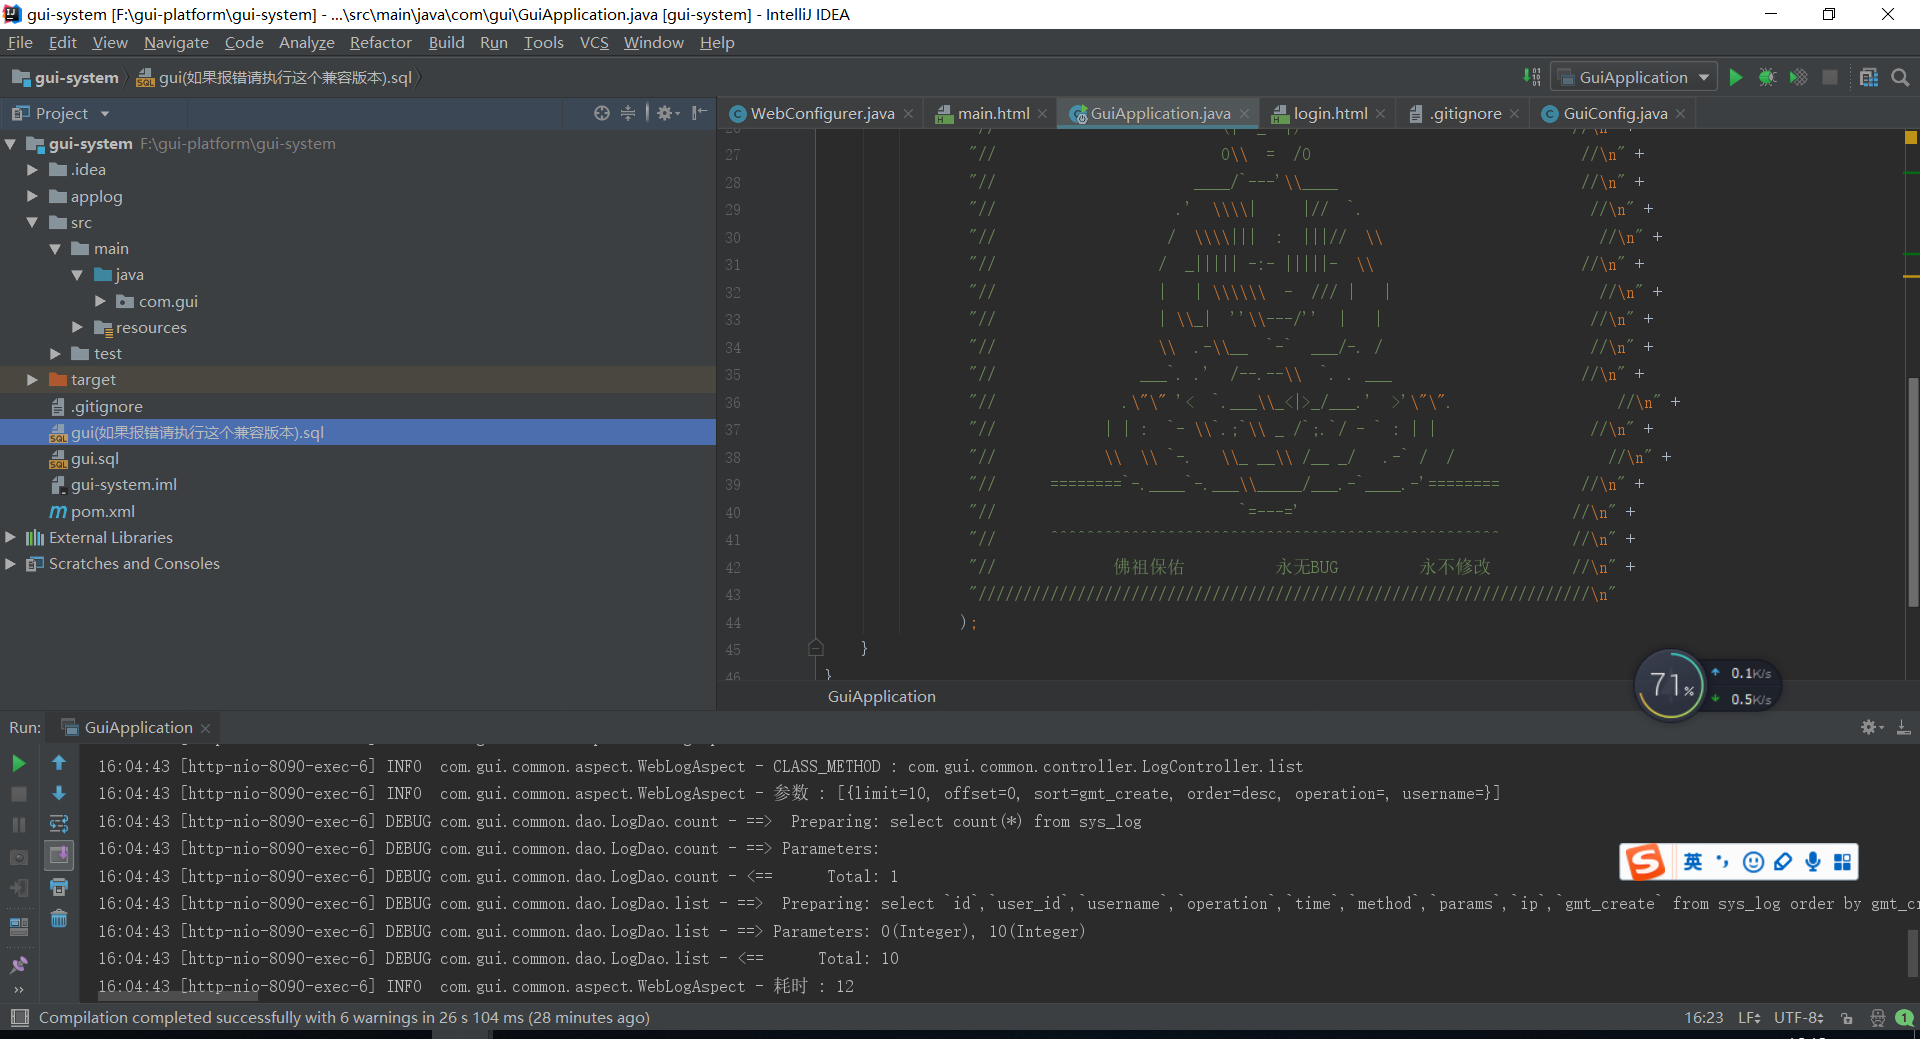 gui-system [F:\gui-platform\gui-system] - ...\src\main\java\com\gui\GuiApplication.java [gui-system] - IntelliJ IDEA
File Edit View Navigate Code Analyze Refactor Build Run Tools VCS Window Help
gui-system gui(如果报错请执行这个兼容版本).sql GuiApplication
Project WebConfigurer.java main.html GuiApplication.java login.html .gitignore GuiConfig.java
gui-system F:\gui-platform\gui-system
.idea
applog
src
main
java
com.gui
resources
test
target
.gitignore
gui(如果报错请执行这个兼容版本).sql
gui.sql
gui-system.iml
pom.xml
External Libraries
Scratches and Consoles
27 "// 0\\ = /0 //\n" +
28 "// ____/`---'\\____ //\n" +
29 "// .' \\\\| |// `. //\n" +
30 "// / \\\\||| : |||// \\ //\n" +
31 "// / _||||| -:- |||||- \\ //\n" +
32 "// | | \\\\\\ - /// | | //\n" +
33 "// | \\_| ''\\---/'' | | //\n" +
34 "// \\ .-\\__ `-` ___/-. / //\n" +
35 "// ___`. .' /--.--\\ `. . ___ //\n" +
36 "// .\"\" '< `.___\\_<|>_/___.' >'\"\". //\n" +
37 "// | | : `- \\`.;`\\ _ /`;.`/ - ` : | | //\n" +
38 "// \\ \\ `-. \\_ __\\ /__ _/ .-` / / //\n" +
39 "// ========`-.____`-.___\\_____/___.-`____.-'======== //\n" +
40 "// `=---=' //\n" +
41 "// ^^^^^^^^^^^^^^^^^^^^^^^^^^^^^^^^^^^^^^^^^^^^^^^^^^ //\n" +
42 "// 佛祖保佑 永无BUG 永不修改 //\n" +
43 "////////////////////////////////////////////////////////////////////\n"
44 );
45 }
46 }
GuiApplication
71% 0.1K/s
0.5K/s
Run: GuiApplication
16:04:43 [http-nio-8090-exec-6] INFO com.gui.common.aspect.WebLogAspect - CLASS_METHOD : com.gui.common.controller.LogController.list
16:04:43 [http-nio-8090-exec-6] INFO com.gui.common.aspect.WebLogAspect - 参数 : [{limit=10, offset=0, sort=gmt_create, order=desc, operation=, username=}]
16:04:43 [http-nio-8090-exec-6] DEBUG com.gui.common.dao.LogDao.count - ==> Preparing: select count(*) from sys_log
16:04:43 [http-nio-8090-exec-6] DEBUG com.gui.common.dao.LogDao.count - ==> Parameters:
16:04:43 [http-nio-8090-exec-6] DEBUG com.gui.common.dao.LogDao.count - <== Total: 1
16:04:43 [http-nio-8090-exec-6] DEBUG com.gui.common.dao.LogDao.list - ==> Preparing: select `id`,`user_id`,`username`,`operation`,`time`,`method`,`params`,`ip`,`gmt_create` from sys_log order by gmt_cr
16:04:43 [http-nio-8090-exec-6] DEBUG com.gui.common.dao.LogDao.list - ==> Parameters: 0(Integer), 10(Integer)
16:04:43 [http-nio-8090-exec-6] DEBUG com.gui.common.dao.LogDao.list - <== Total: 10
16:04:43 [http-nio-8090-exec-6] INFO com.gui.common.aspect.WebLogAspect - 耗时 : 12
英
Compilation completed successfully with 6 warnings in 26 s 104 ms (28 minutes ago) 16:23 LF UTF-8 1